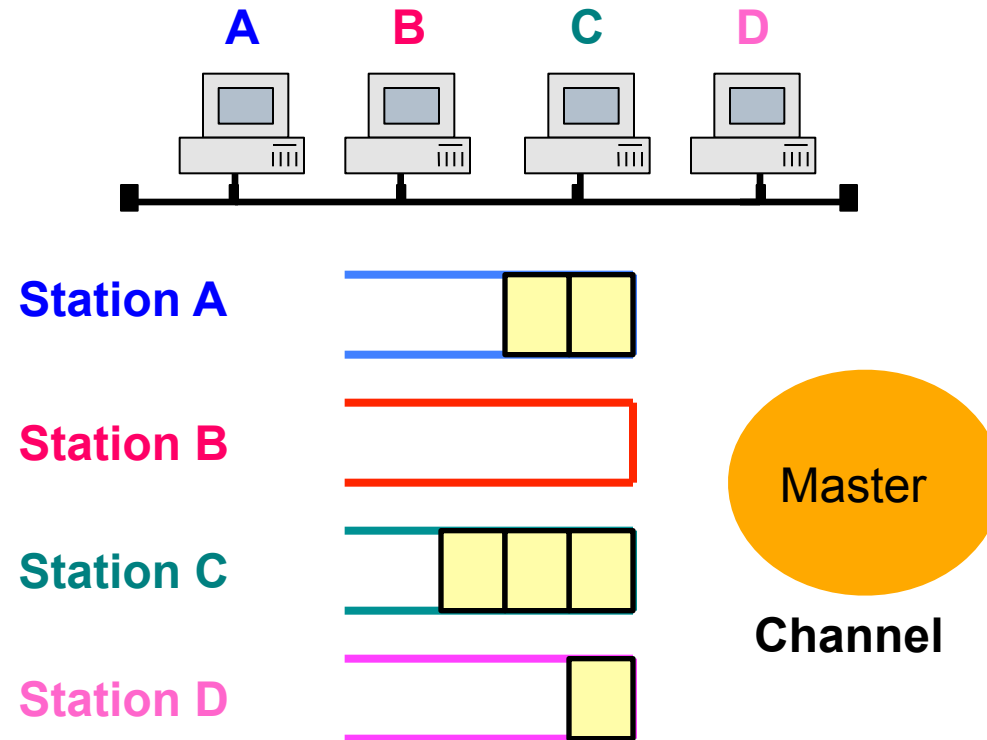 A B C D
Station A
Station B
Master
Station C
Channel
Station D